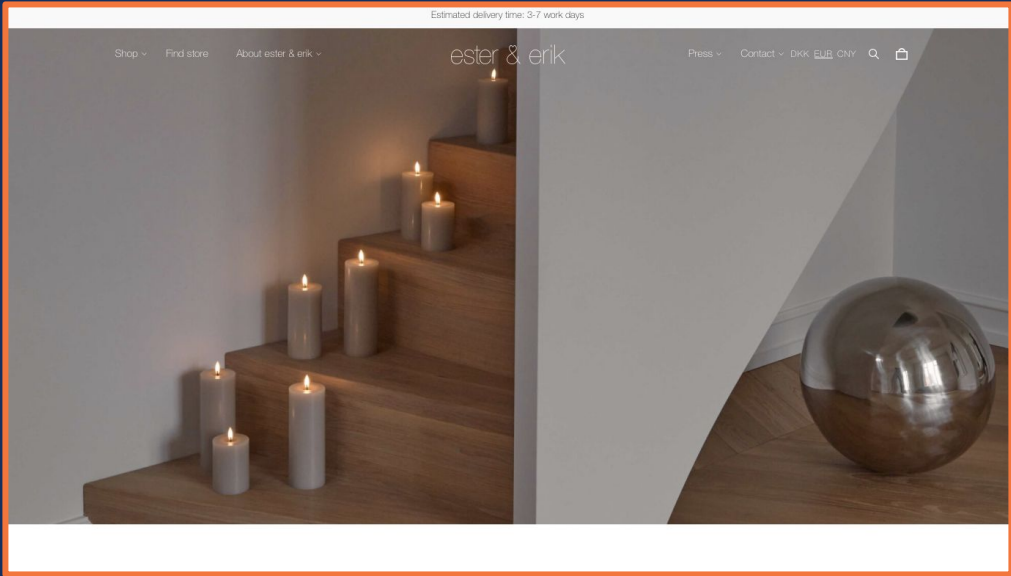 Estimated delivery time: 3-7 work days
Shop Find store About ester & erik ester & erik Press Contact DKK EUR CNY